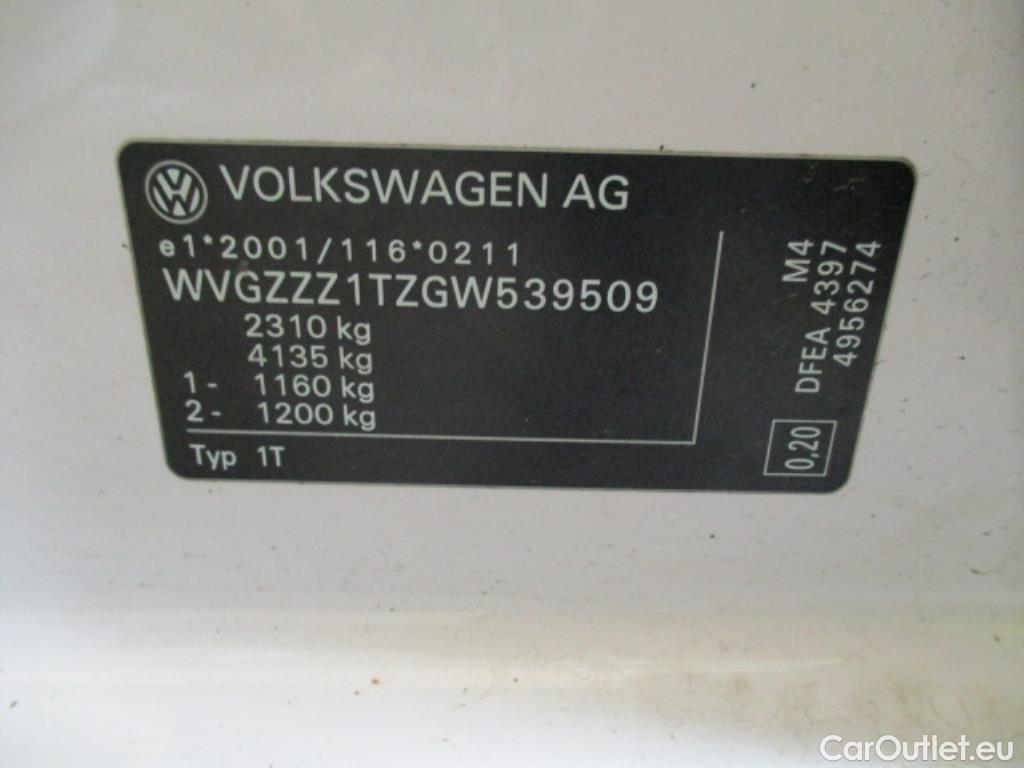 VOLKSWAGEN AG
e1*2001/116*0211
WVGZZZ1TZGW539509
2310 kg
4135 kg
1- 1160 kg
2- 1200 kg
Typ 1T
M4
DFEA 4397
4956274
0,20
CarOutlet.eu